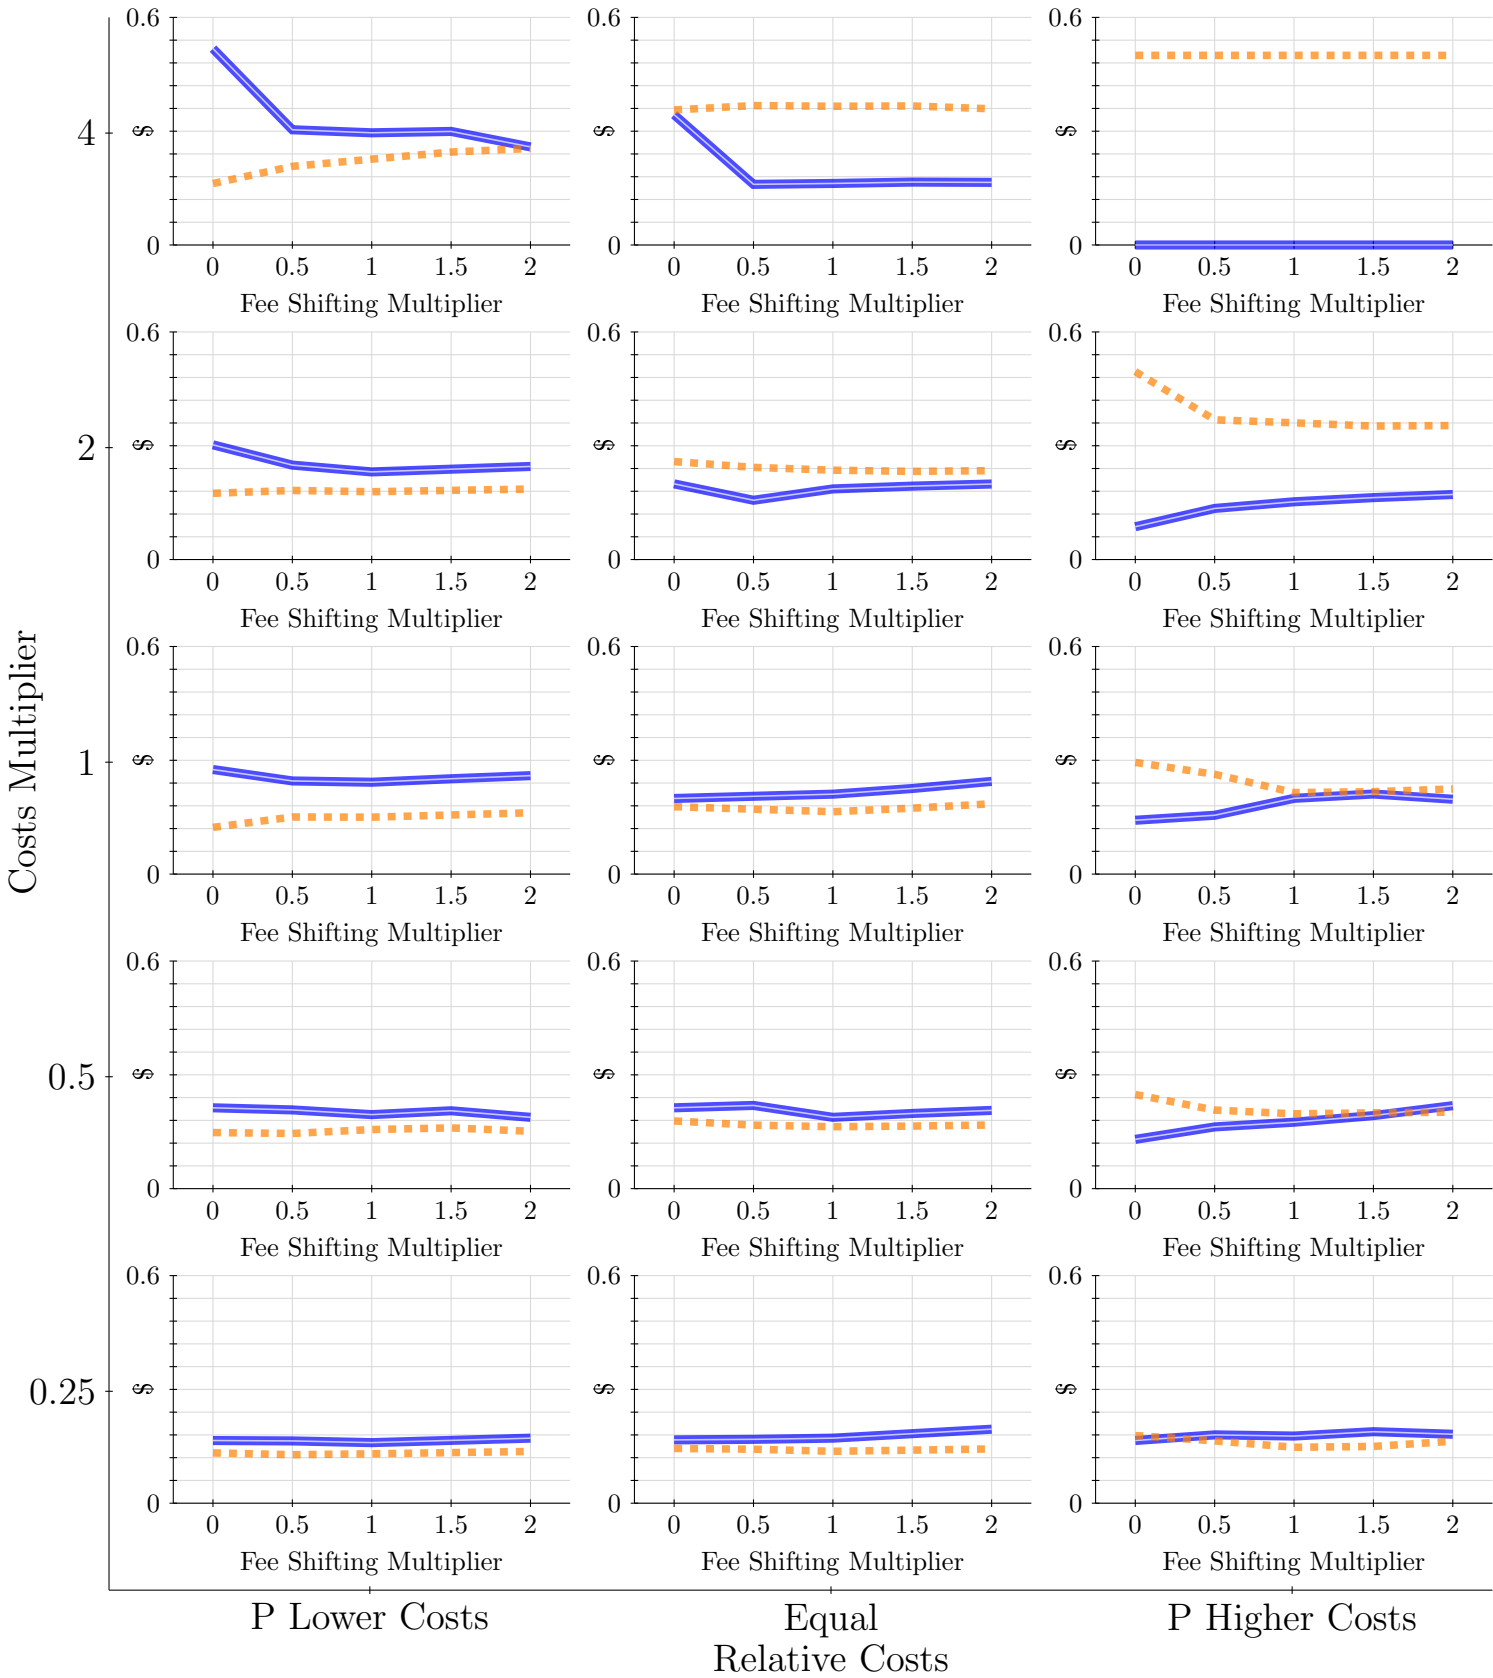 0.6 0.6 0.6
4 $ $ $
0 0 0
0 0.5 1 1.5 2 0 0.5 1 1.5 2 0 0.5 1 1.5 2
Fee Shifting Multiplier Fee Shifting Multiplier Fee Shifting Multiplier
0.6 0.6 0.6
2 $ $ $
0 0 0
0 0.5 1 1.5 2 0 0.5 1 1.5 2 0 0.5 1 1.5 2
Fee Shifting Multiplier Fee Shifting Multiplier Fee Shifting Multiplier
Costs Multiplier
0.6 0.6 0.6
1 $ $ $
0 0 0
0 0.5 1 1.5 2 0 0.5 1 1.5 2 0 0.5 1 1.5 2
Fee Shifting Multiplier Fee Shifting Multiplier Fee Shifting Multiplier
0.6 0.6 0.6
0.5 $ $ $
0 0 0
0 0.5 1 1.5 2 0 0.5 1 1.5 2 0 0.5 1 1.5 2
Fee Shifting Multiplier Fee Shifting Multiplier Fee Shifting Multiplier
0.6 0.6 0.6
0.25 $ $ $
0 0 0
0 0.5 1 1.5 2 0 0.5 1 1.5 2 0 0.5 1 1.5 2
Fee Shifting Multiplier Fee Shifting Multiplier Fee Shifting Multiplier
P Lower Costs Equal P Higher Costs
Relative Costs